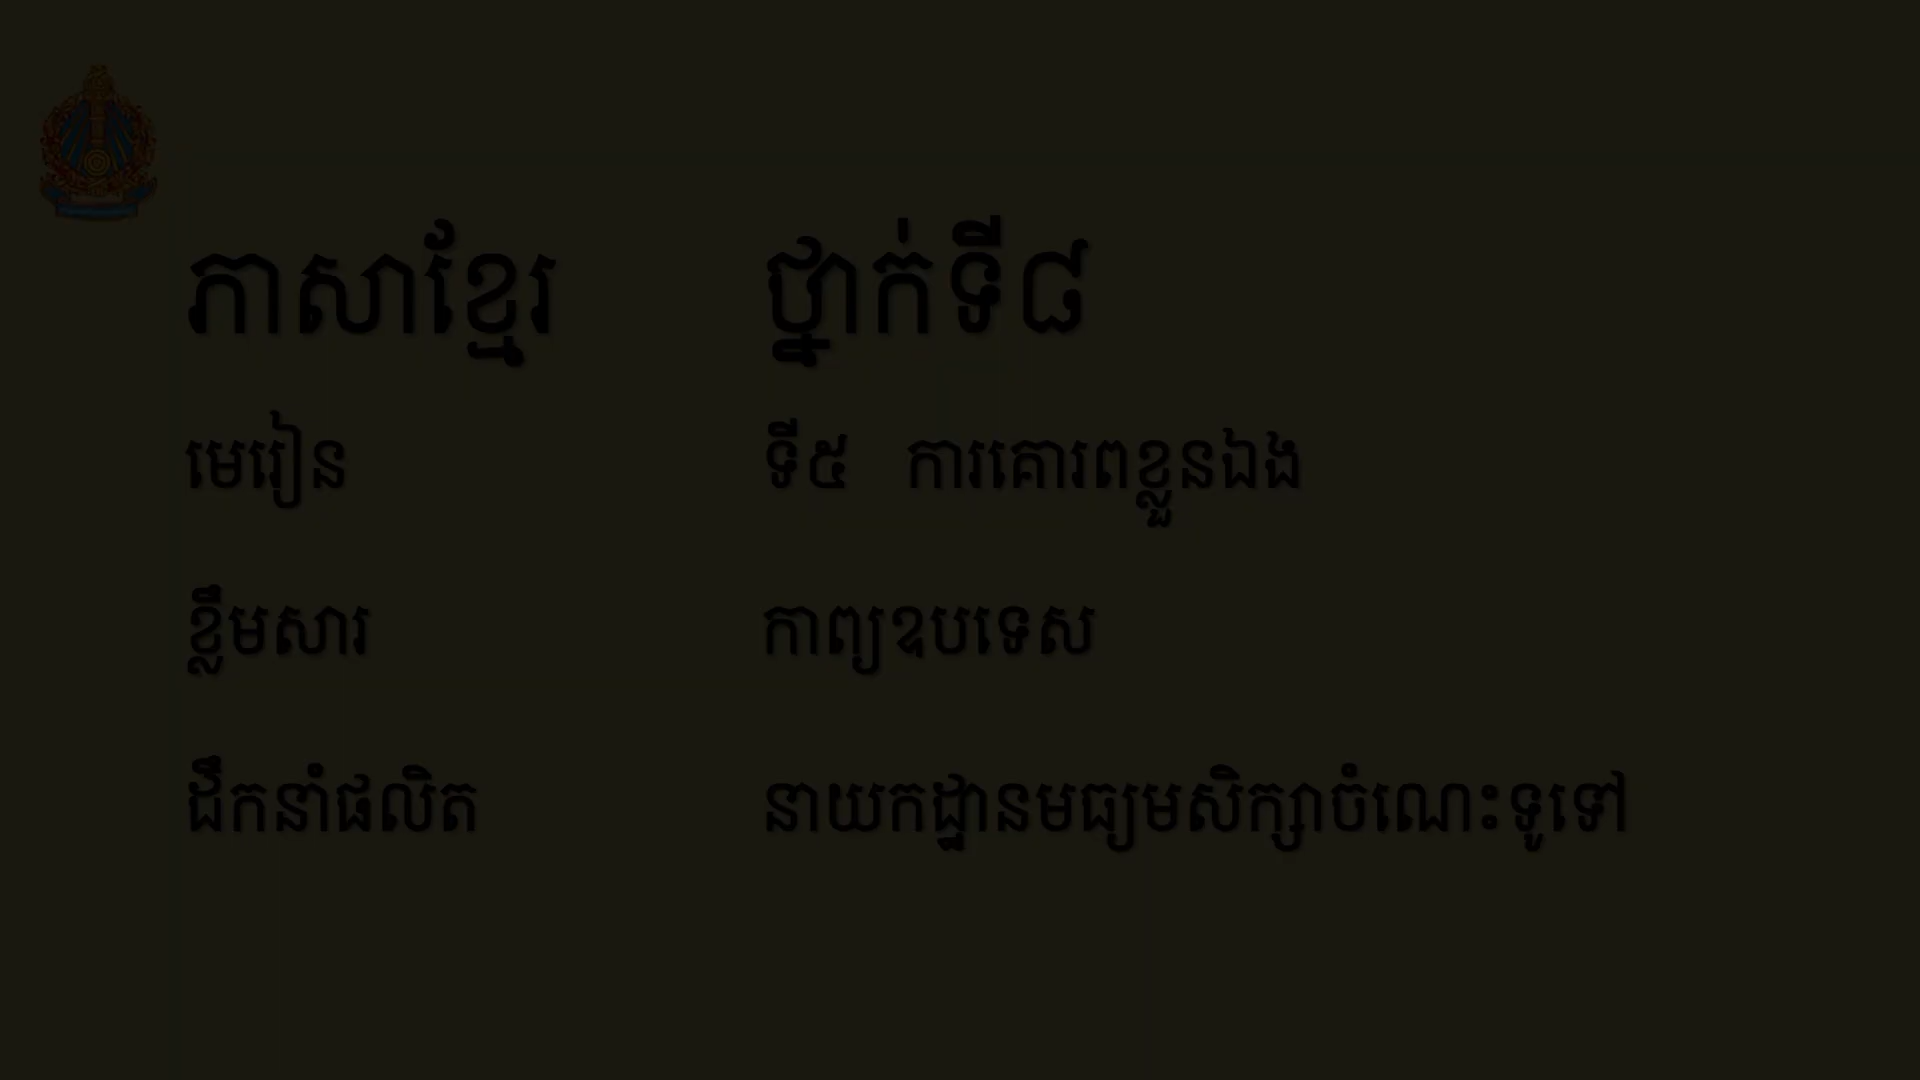 ភាសាខ្មែរ ថ្នាក់ទី៨
មេរៀន ទី៥ ការគោរពខ្លួនឯង
ខ្លឹមសារ កាព្យឧបទេស
ដឹកនាំផលិត នាយកដ្ឋានមធ្យមសិក្សាចំណេះទូទៅ